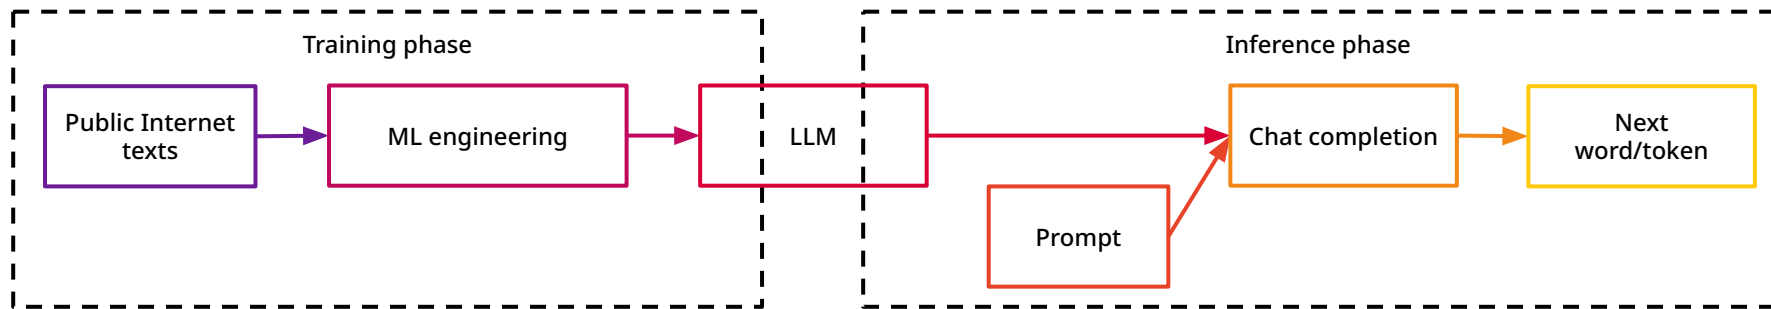 Training phase
Public Internet
texts
ML engineering
LLM
Inference phase
Prompt
Chat completion
Next
word/token